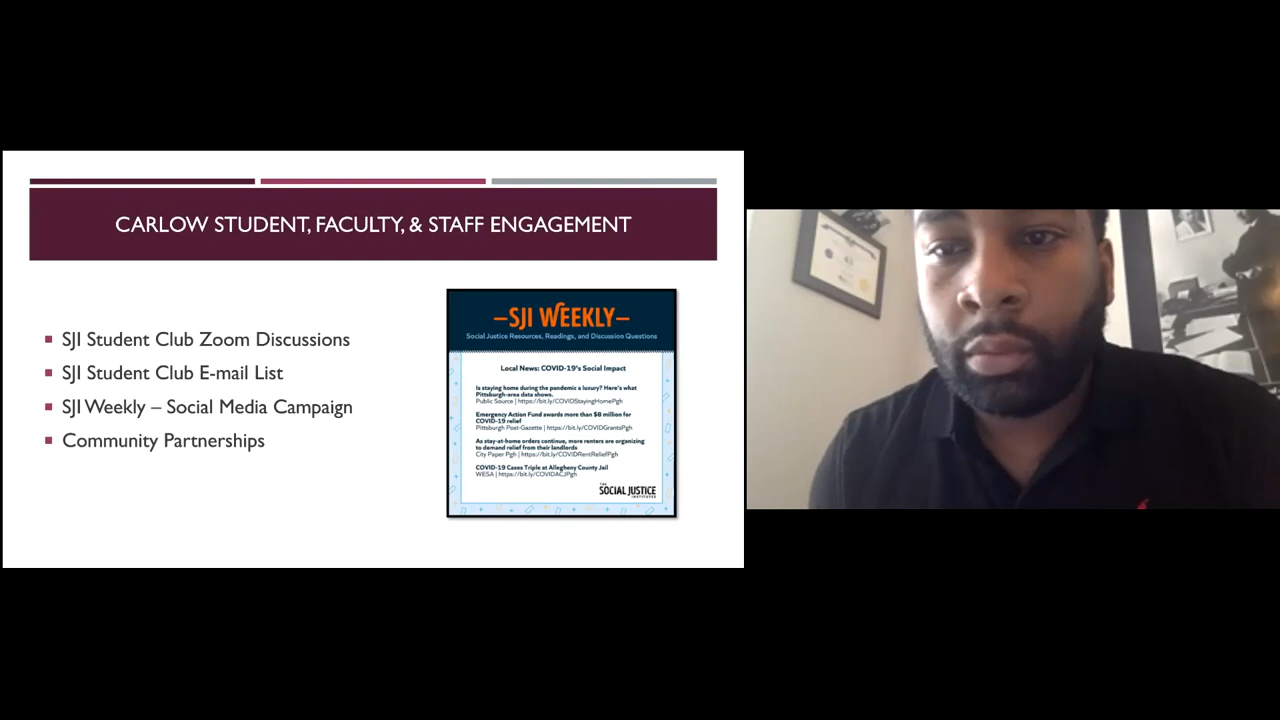 CARLOW STUDENT, FACULTY, & STAFF ENGAGEMENT
SJI Student Club Zoom Discussions
SJI Student Club E-mail List
SJI Weekly – Social Media Campaign
Community Partnerships
–SJI WEEKLY–
Social Justice Resources, Readings, and Discussion Questions
Local News: COVID-19's Social Impact
Is staying home during the pandemic a luxury? Here's what
Pittsburgh-area data shows.
Public Source | https://bit.ly/COVIDStayingHomePgh
Emergency Action Fund awards more than $8 million for
COVID-19 relief
Pittsburgh Post-Gazette | https://bit.ly/COVIDGrantsPgh
As stay-at-home orders continue, more renters are organizing
to demand relief from their landlords
City Paper Pgh | https://bit.ly/COVIDRentReliefPgh
COVID-19 Cases Triple at Allegheny County Jail
WESA | https://bit.ly/COVIDACJPgh
THE
SOCIAL JUSTICE
INSTITUTES